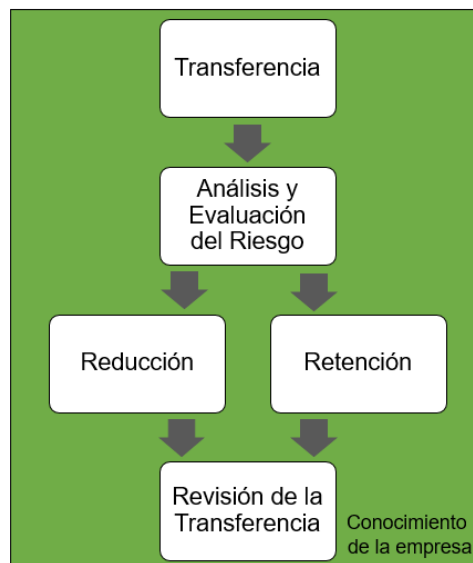 Transferencia
Análisis y
Evaluación
del Riesgo
Reducción
Retención
Revisión de la
Transferencia
Conocimiento
de la empresa